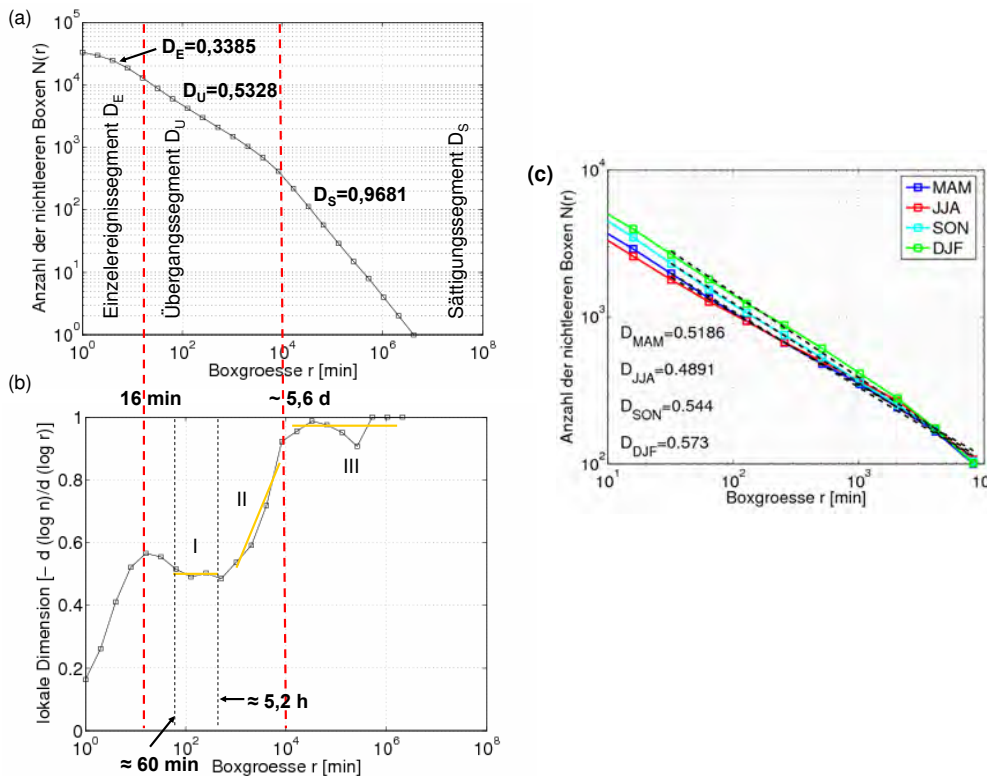 (a)
Anzahl der nichtleeren Boxen N(r)
10^5
10^4
10^3
10^2
10^1
10^0
D_E=0,3385
D_U=0,5328
D_S=0,9681
Einzelereignissegment D_E
Übergangssegment D_U
Sättigungssegment D_S
10^0
10^2
10^4
10^6
10^8
Boxgroesse r [min]
(b)
16 min
~ 5,6 d
lokale Dimension [− d (log n)/d (log r)]
1
0.8
0.6
0.4
0.2
0
I
II
III
≈ 5,2 h
≈ 60 min
10^0
10^2
10^4
10^6
10^8
Boxgroesse r [min]
(c)
Anzahl der nichtleeren Boxen N(r)
10^4
10^3
10^2
MAM
JJA
SON
DJF
D_MAM=0.5186
D_JJA=0.4891
D_SON=0.544
D_DJF=0.573
10^1
10^2
10^3
10
Boxgroesse r [min]